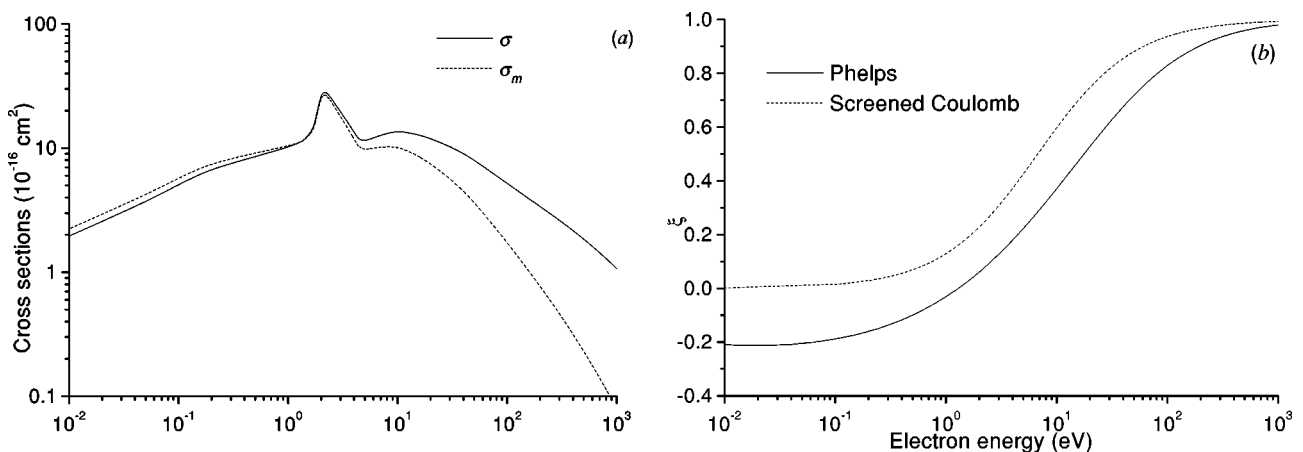 (a)
σ
σm
Cross sections (10-16 cm2)
100
10
1
0.1
10-2
10-1
100
101
102
103
(b)
Phelps
Screened Coulomb
ξ
1.0
0.8
0.6
0.4
0.2
0.0
-0.2
-0.4
10-2
10-1
100
101
102
103
Electron energy (eV)